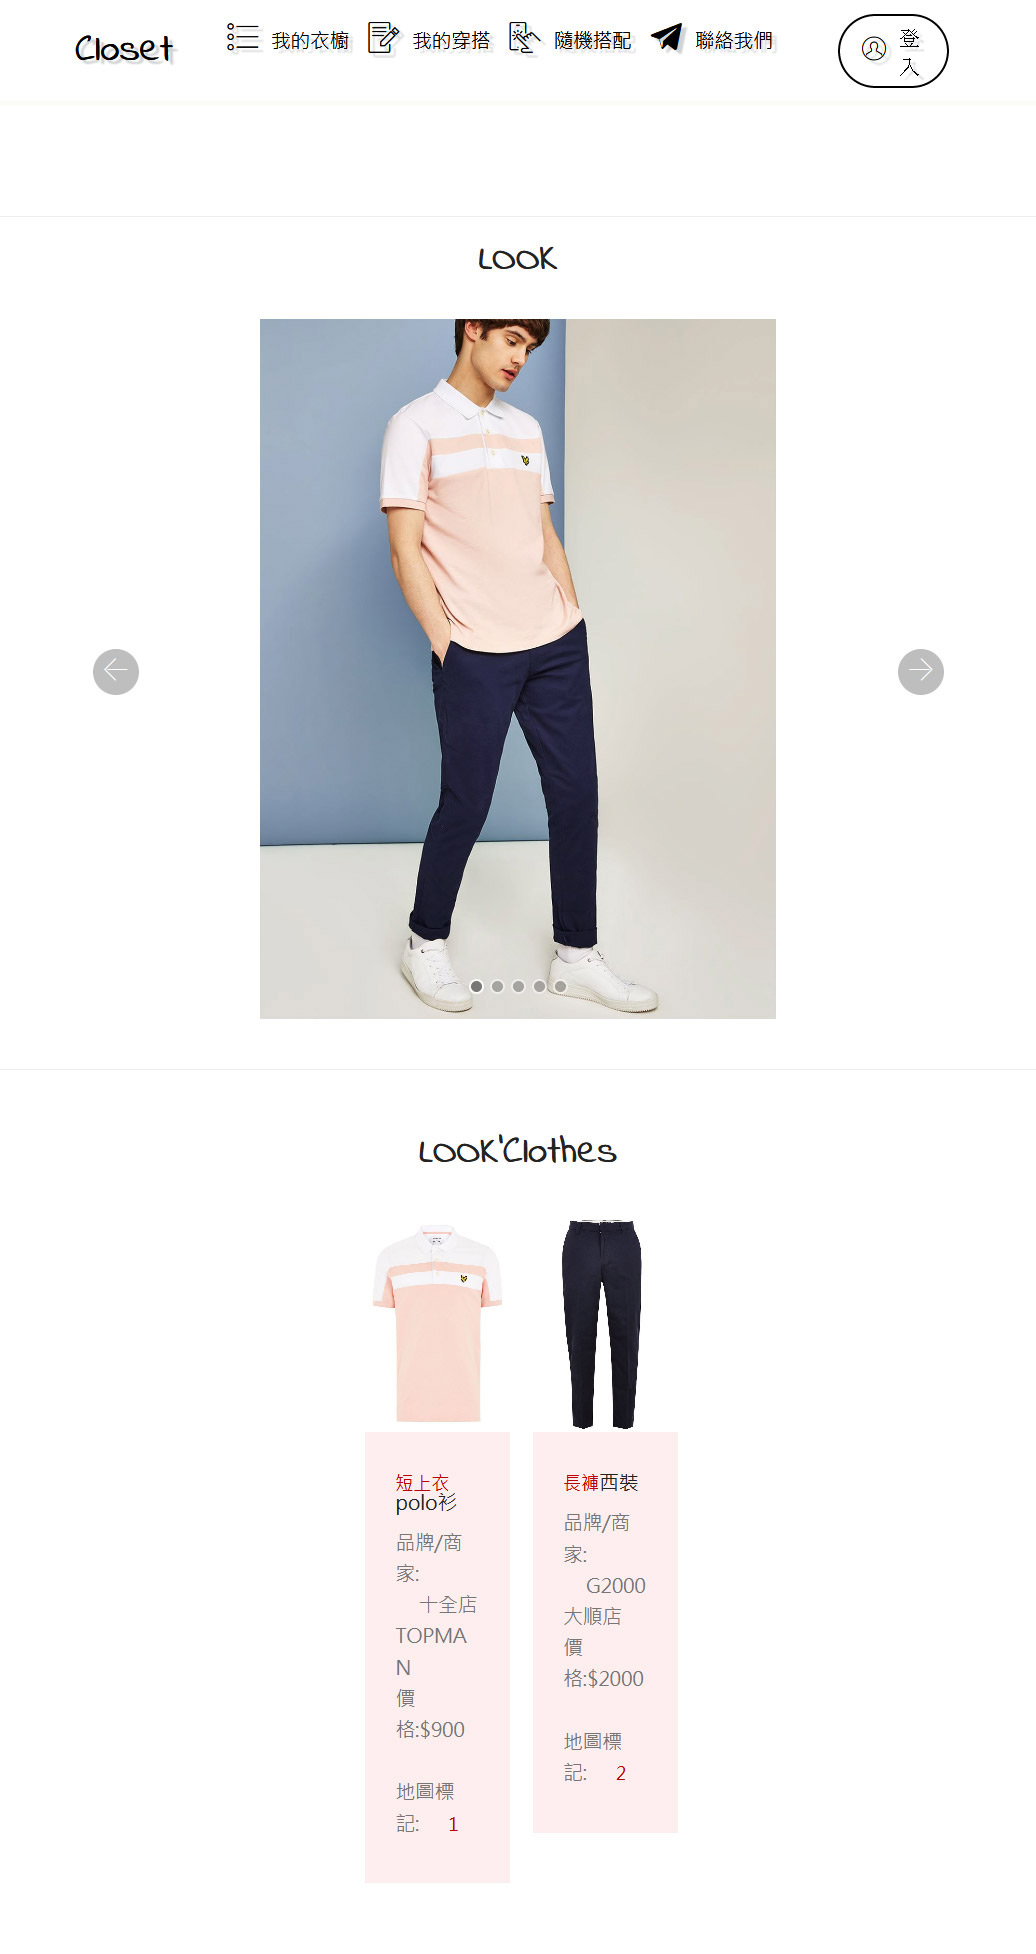 Closet
我的衣櫥
我的穿搭
隨機搭配
聯絡我們
登
入
LOOK
LOOK'Clothes
短上衣
polo衫
品牌/商
家:
十全店
TOPMA
N
價
格:$900
地圖標
記: 1
長褲西裝
品牌/商
家:
G2000
大順店
價
格:$2000
地圖標
記: 2